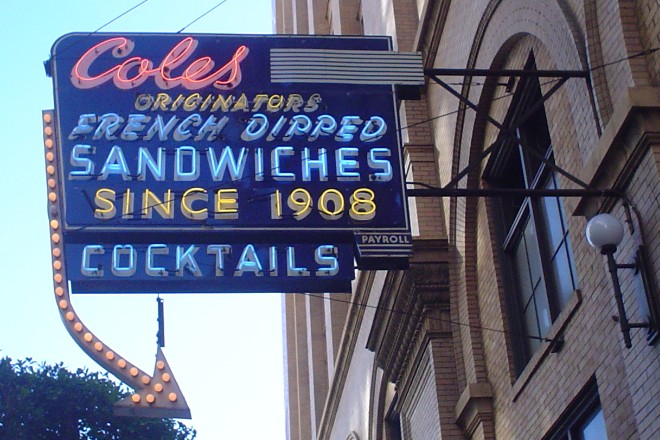 Coles
ORIGINATORS
FRENCH DIPPED
SANDWICHES
SINCE 1908
PAYROLL
COCKTAILS